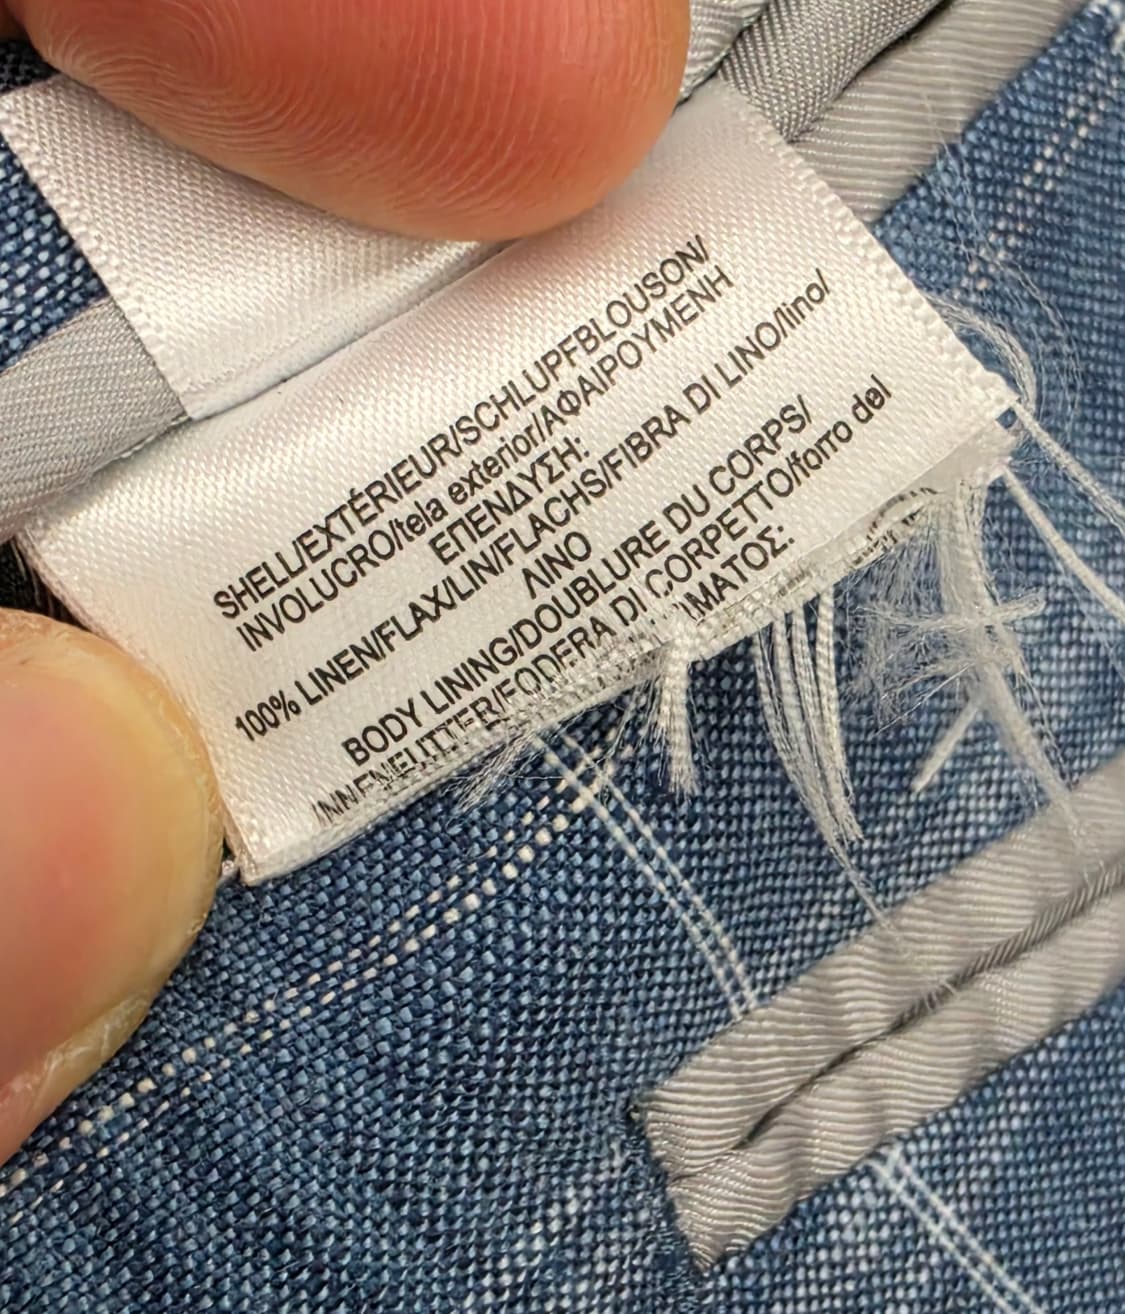 SHELL/EXTÉRIEUR/SCHLUPFBLOUSON/
INVOLUCRO/tela exterior/ΑΦΑΙΡΟΥΜΕΝΗ
ΕΠΕΝΔΥΣΗ:
100% LINEN/FLAX/LIN/FLACHS/FIBRA DI LINO/lino/
ΛΙΝΟ
BODY LINING/DOUBLURE DU CORPS/
INNENFUTTER/FODERA DI CORPETTO/forro del